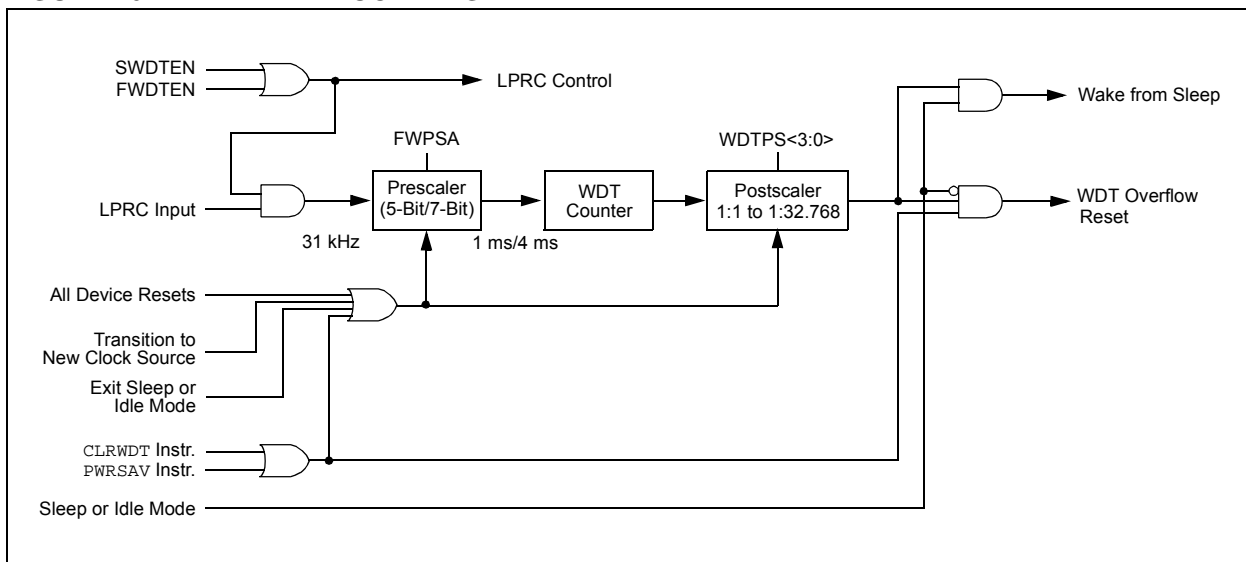 SWDTEN
FWDTEN
LPRC Control
Wake from Sleep
FWPSA
WDTPS<3:0>
Prescaler
(5-Bit/7-Bit)
WDT
Counter
Postscaler
1:1 to 1:32.768
LPRC Input
WDT Overflow
Reset
31 kHz
1 ms/4 ms
All Device Resets
Transition to
New Clock Source
Exit Sleep or
Idle Mode
CLRWDT Instr.
PWRSAV Instr.
Sleep or Idle Mode